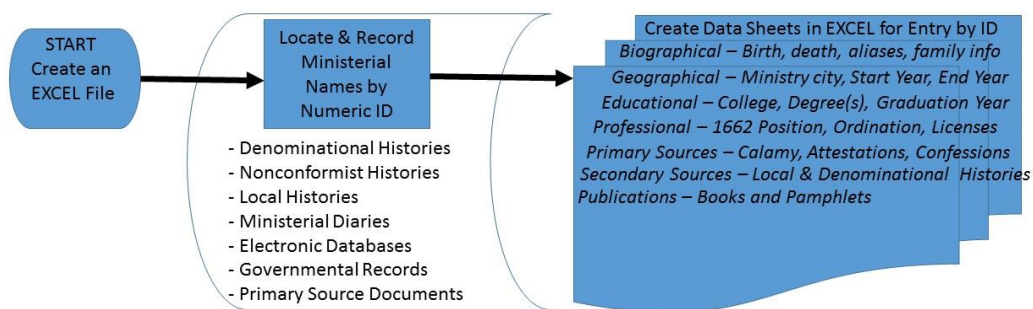 START
Create an
EXCEL File
Locate & Record
Ministerial
Names by
Numeric ID
- Denominational Histories
- Nonconformist Histories
- Local Histories
- Ministerial Diaries
- Electronic Databases
- Governmental Records
- Primary Source Documents
Create Data Sheets in EXCEL for Entry by ID
Biographical – Birth, death, aliases, family info
Geographical – Ministry city, Start Year, End Year
Educational – College, Degree(s), Graduation Year
Professional – 1662 Position, Ordination, Licenses
Primary Sources – Calamy, Attestations, Confessions
Secondary Sources – Local & Denominational Histories
Publications – Books and Pamphlets